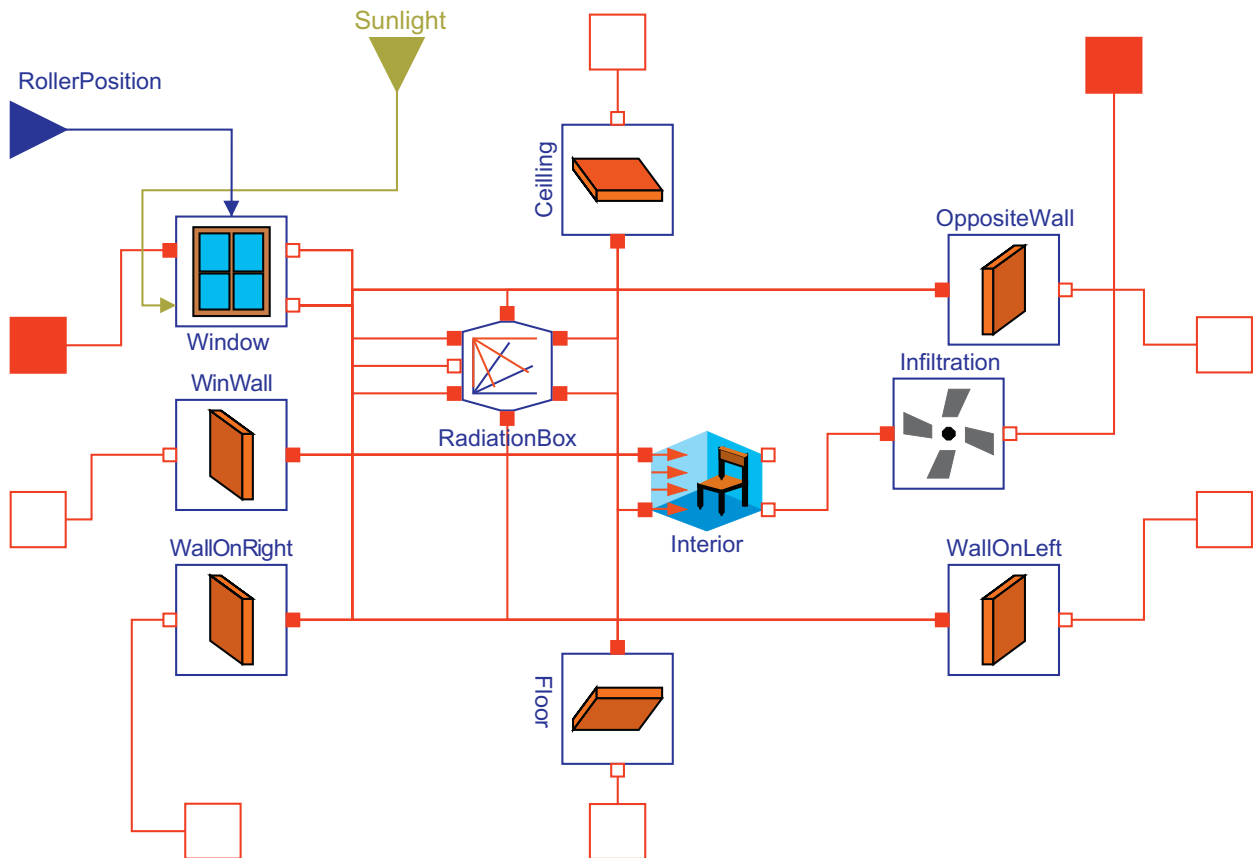 Sunlight
RollerPosition
Ceilling
OppositeWall
Window
Infiltration
WinWall
RadiationBox
Interior
WallOnRight
WallOnLeft
Floor